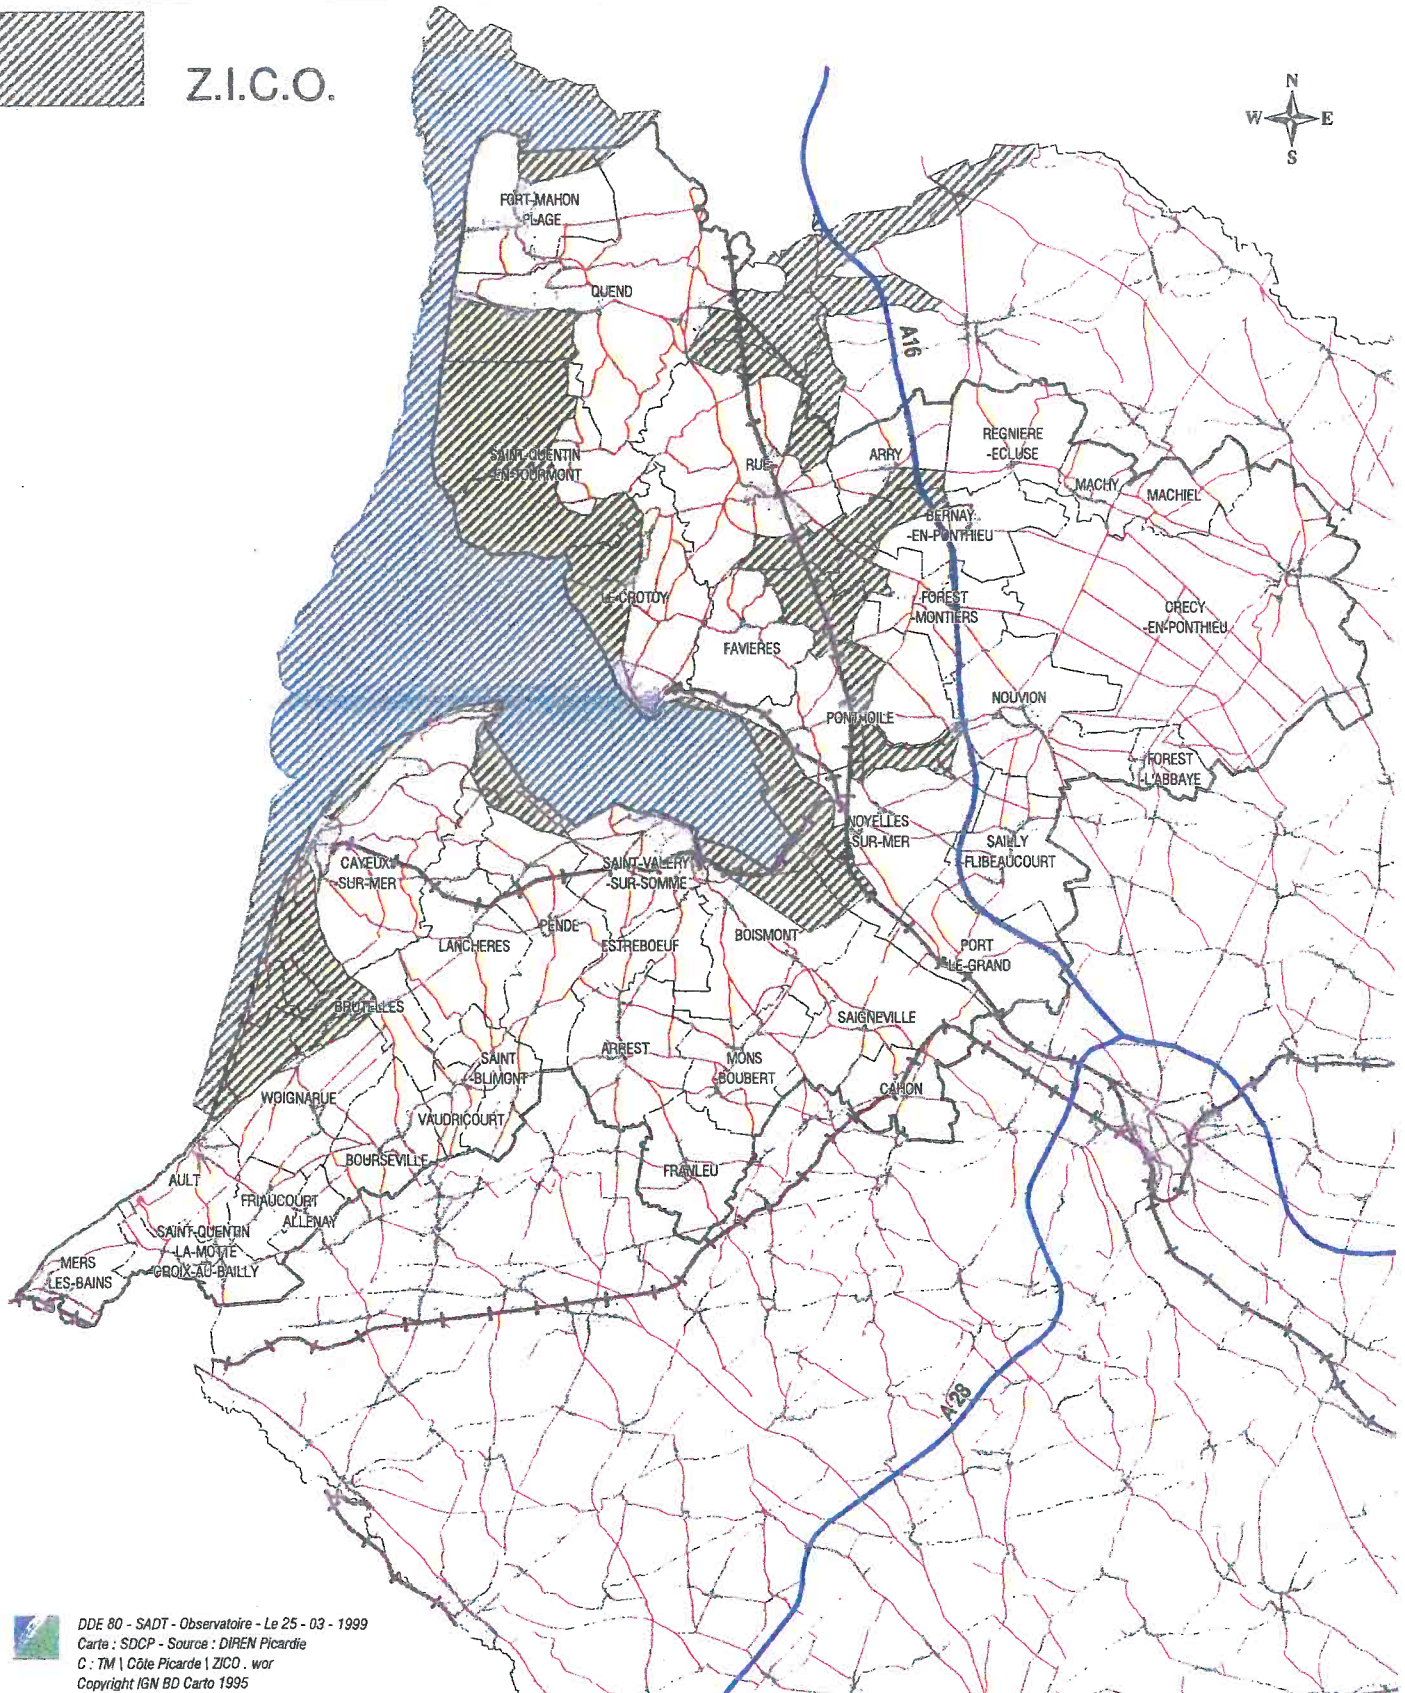 Z.I.C.O.
N
W E
S
FORT-MAHON
PLAGE
QUEND
A16
SAINT-QUENTIN
-EN-TOURMONT
RUE
ARRY
REGNIERE
-ECLUSE
MACHY
MACHIEL
BERNAY
-EN-PONTHIEU
LE-CROTOY
FOREST
-MONTIERS
CRECY
-EN-PONTHIEU
FAVIERES
NOUVION
PONTHOILE
FOREST
-L'ABBAYE
NOYELLES
-SUR-MER
SAILLY
-FLIBEAUCOURT
CAYEUX
-SUR-MER
SAINT-VALERY
-SUR-SOMME
PENDE
LANCHERES
ESTREBOEUF
BOISMONT
PORT
-LE-GRAND
BRUTELLES
SAIGNEVILLE
SAINT
-BLIMONT
ARREST
MONS
-BOUBERT
CAHON
WOIGNARUE
VAUDRICOURT
BOURSEVILLE
FRANLEU
AULT
FRIAUCOURT
ALLENAY
SAINT-QUENTIN
-LA-MOTTE
-CROIX-AU-BAILLY
MERS
-LES-BAINS
A 28
DDE 80 - SADT - Observatoire - Le 25 - 03 - 1999
Carte : SDCP - Source : DIREN Picardie
C : TM \ Côte Picarde \ ZICO . wor
Copyright IGN BD Carto 1995